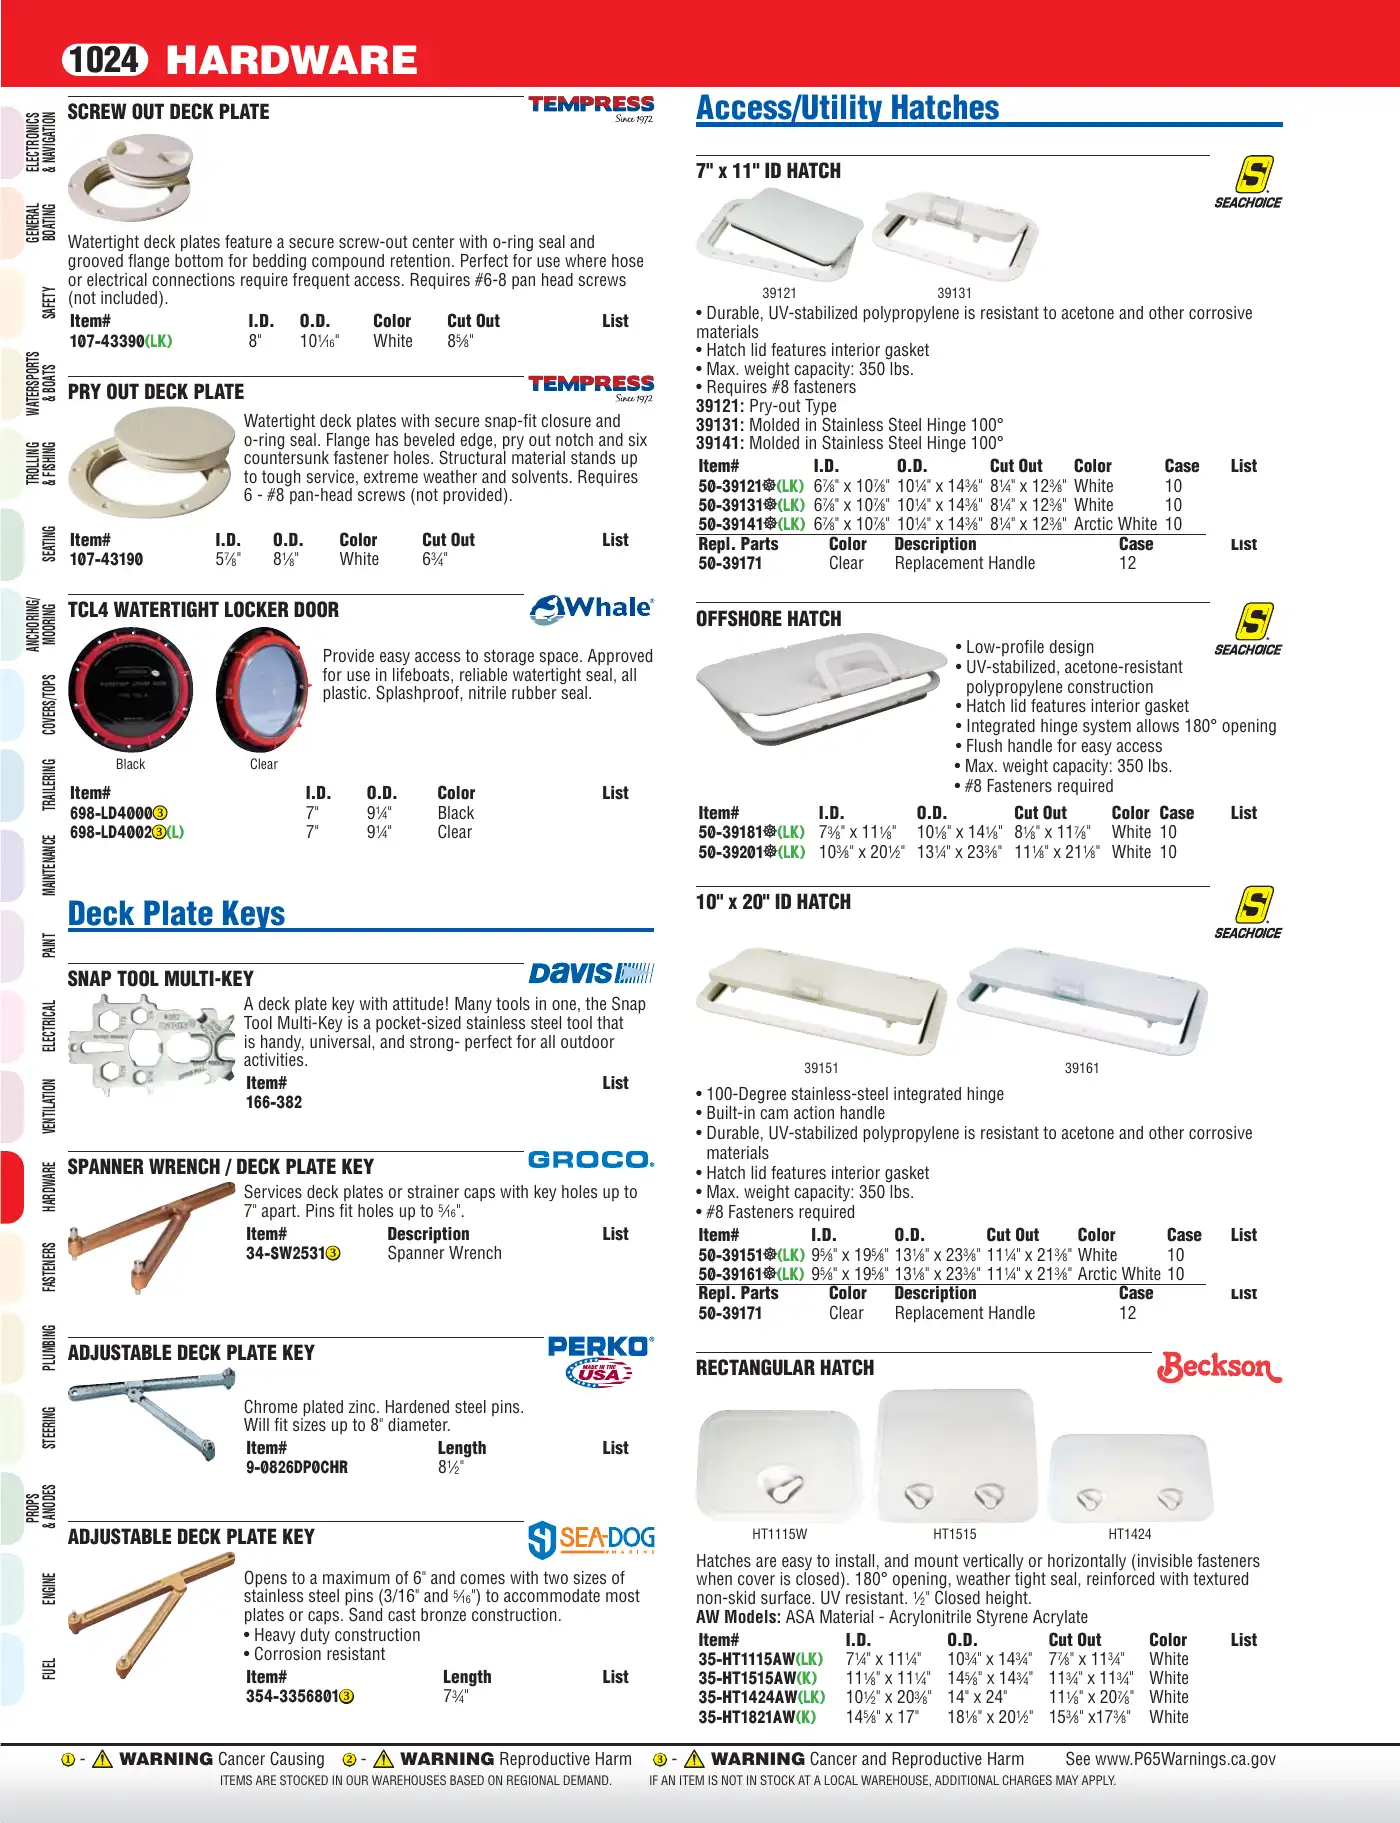 1024 HARDWARE
ELECTRONICS
& NAVIGATION
GENERAL
BOATING
SAFETY
WATERSPORTS
& BOATS
TROLLING
& FISHING
SEATING
ANCHORING/
MOORING
COVERS/TOPS
TRAILERING
MAINTENANCE
PAINT
ELECTRICAL
VENTILATION
HARDWARE
FASTENERS
PLUMBING
STEERING
PROPS
& ANODES
ENGINE
FUEL
SCREW OUT DECK PLATE
TEMPRESS
Since 1972
Watertight deck plates feature a secure screw-out center with o-ring seal and
grooved flange bottom for bedding compound retention. Perfect for use where hose
or electrical connections require frequent access. Requires #6-8 pan head screws
(not included).
Item# I.D. O.D. Color Cut Out List
107-43390(LK) 8" 10¹⁄₁₆" White 8⅝"
PRY OUT DECK PLATE
TEMPRESS
Since 1972
Watertight deck plates with secure snap-fit closure and
o-ring seal. Flange has beveled edge, pry out notch and six
countersunk fastener holes. Structural material stands up
to tough service, extreme weather and solvents. Requires
6 - #8 pan-head screws (not provided).
Item# I.D. O.D. Color Cut Out List
107-43190 5⅞" 8⅛" White 6¾"
TCL4 WATERTIGHT LOCKER DOOR
Whale®
Provide easy access to storage space. Approved
for use in lifeboats, reliable watertight seal, all
plastic. Splashproof, nitrile rubber seal.
Black Clear
Item# I.D. O.D. Color List
698-LD4000③ 7" 9¼" Black
698-LD4002③(L) 7" 9¼" Clear
Deck Plate Keys
SNAP TOOL MULTI-KEY
DAVIS
A deck plate key with attitude! Many tools in one, the Snap
Tool Multi-Key is a pocket-sized stainless steel tool that
is handy, universal, and strong- perfect for all outdoor
activities.
Item# List
166-382
SPANNER WRENCH / DECK PLATE KEY
GROCO®
Services deck plates or strainer caps with key holes up to
7" apart. Pins fit holes up to ⁵⁄₁₆".
Item# Description List
34-SW2531③ Spanner Wrench
ADJUSTABLE DECK PLATE KEY
PERKO®
MADE IN THE
USA
Chrome plated zinc. Hardened steel pins.
Will fit sizes up to 8" diameter.
Item# Length List
9-0826DP0CHR 8½"
ADJUSTABLE DECK PLATE KEY
SEA-DOG
MARINE
Opens to a maximum of 6" and comes with two sizes of
stainless steel pins (3/16" and ⁵⁄₁₆") to accommodate most
plates or caps. Sand cast bronze construction.
• Heavy duty construction
• Corrosion resistant
Item# Length List
354-3356801③ 7¾"
Access/Utility Hatches
7" x 11" ID HATCH
SEACHOICE
39121 39131
• Durable, UV-stabilized polypropylene is resistant to acetone and other corrosive
materials
• Hatch lid features interior gasket
• Max. weight capacity: 350 lbs.
• Requires #8 fasteners
39121: Pry-out Type
39131: Molded in Stainless Steel Hinge 100°
39141: Molded in Stainless Steel Hinge 100°
Item# I.D. O.D. Cut Out Color Case List
50-39121(LK) 6⅞" x 10⅞" 10¼" x 14⅜" 8¼" x 12⅜" White 10
50-39131(LK) 6⅞" x 10⅞" 10¼" x 14⅜" 8¼" x 12⅜" White 10
50-39141(LK) 6⅞" x 10⅞" 10¼" x 14⅜" 8¼" x 12⅜" Arctic White 10
Repl. Parts Color Description Case List
50-39171 Clear Replacement Handle 12
OFFSHORE HATCH
SEACHOICE
• Low-profile design
• UV-stabilized, acetone-resistant
polypropylene construction
• Hatch lid features interior gasket
• Integrated hinge system allows 180° opening
• Flush handle for easy access
• Max. weight capacity: 350 lbs.
• #8 Fasteners required
Item# I.D. O.D. Cut Out Color Case List
50-39181(LK) 7⅜" x 11⅛" 10⅛" x 14⅛" 8⅛" x 11⅞" White 10
50-39201(LK) 10⅜" x 20½" 13¼" x 23⅜" 11⅛" x 21⅛" White 10
10" x 20" ID HATCH
SEACHOICE
39151 39161
• 100-Degree stainless-steel integrated hinge
• Built-in cam action handle
• Durable, UV-stabilized polypropylene is resistant to acetone and other corrosive
materials
• Hatch lid features interior gasket
• Max. weight capacity: 350 lbs.
• #8 Fasteners required
Item# I.D. O.D. Cut Out Color Case List
50-39151(LK) 9⅝" x 19⅝" 13⅛" x 23⅜" 11¼" x 21⅜" White 10
50-39161(LK) 9⅝" x 19⅝" 13⅛" x 23⅜" 11¼" x 21⅜" Arctic White 10
Repl. Parts Color Description Case List
50-39171 Clear Replacement Handle 12
RECTANGULAR HATCH
Beckson
HT1115W HT1515 HT1424
Hatches are easy to install, and mount vertically or horizontally (invisible fasteners
when cover is closed). 180° opening, weather tight seal, reinforced with textured
non-skid surface. UV resistant. ½" Closed height.
AW Models: ASA Material - Acrylonitrile Styrene Acrylate
Item# I.D. O.D. Cut Out Color List
35-HT1115AW(LK) 7¼" x 11¼" 10¾" x 14¾" 7⅞" x 11¾" White
35-HT1515AW(K) 11⅛" x 11¼" 14⅝" x 14¾" 11¾" x 11¾" White
35-HT1424AW(LK) 10½" x 20⅜" 14" x 24" 11⅛" x 20⅞" White
35-HT1821AW(K) 14⅝" x 17" 18⅛" x 20½" 15⅜" x17⅜" White
① - WARNING Cancer Causing ② - WARNING Reproductive Harm ③ - WARNING Cancer and Reproductive Harm See www.P65Warnings.ca.gov
ITEMS ARE STOCKED IN OUR WAREHOUSES BASED ON REGIONAL DEMAND. IF AN ITEM IS NOT IN STOCK AT A LOCAL WAREHOUSE, ADDITIONAL CHARGES MAY APPLY.